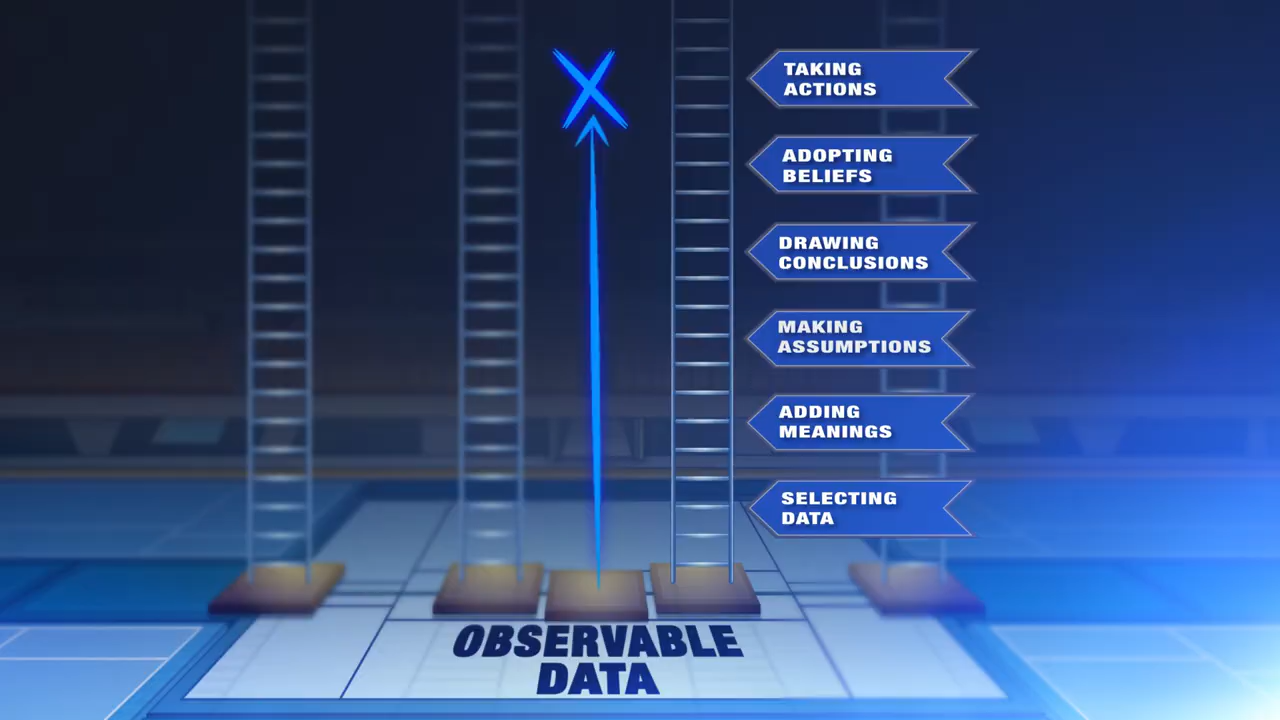 TAKING
ACTIONS
ADOPTING
BELIEFS
DRAWING
CONCLUSIONS
MAKING
ASSUMPTIONS
ADDING
MEANINGS
SELECTING
DATA
OBSERVABLE
DATA